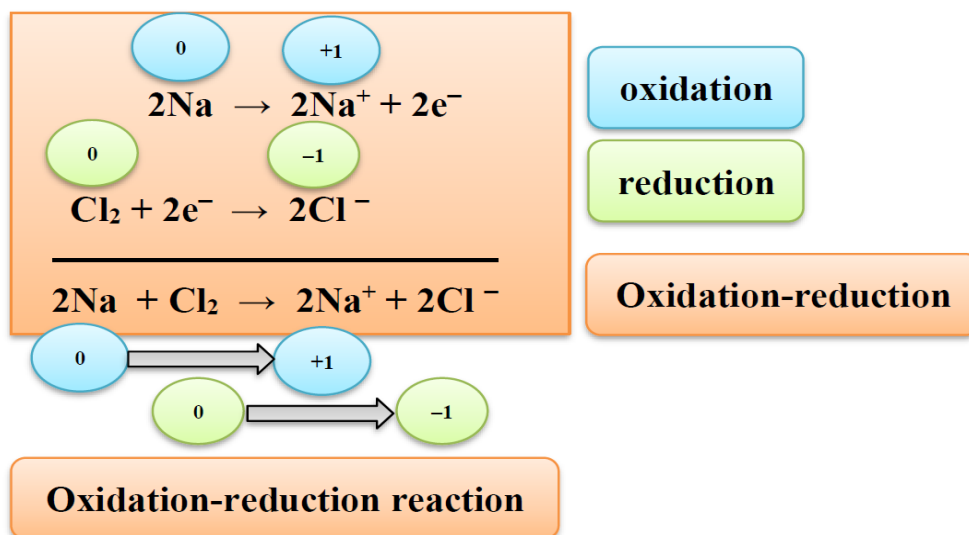 0 +1
2Na → 2Na⁺ + 2e⁻
oxidation
0 –1
Cl₂ + 2e⁻ → 2Cl ⁻
reduction
2Na + Cl₂ → 2Na⁺ + 2Cl ⁻
Oxidation-reduction
0 +1
0 –1
Oxidation-reduction reaction